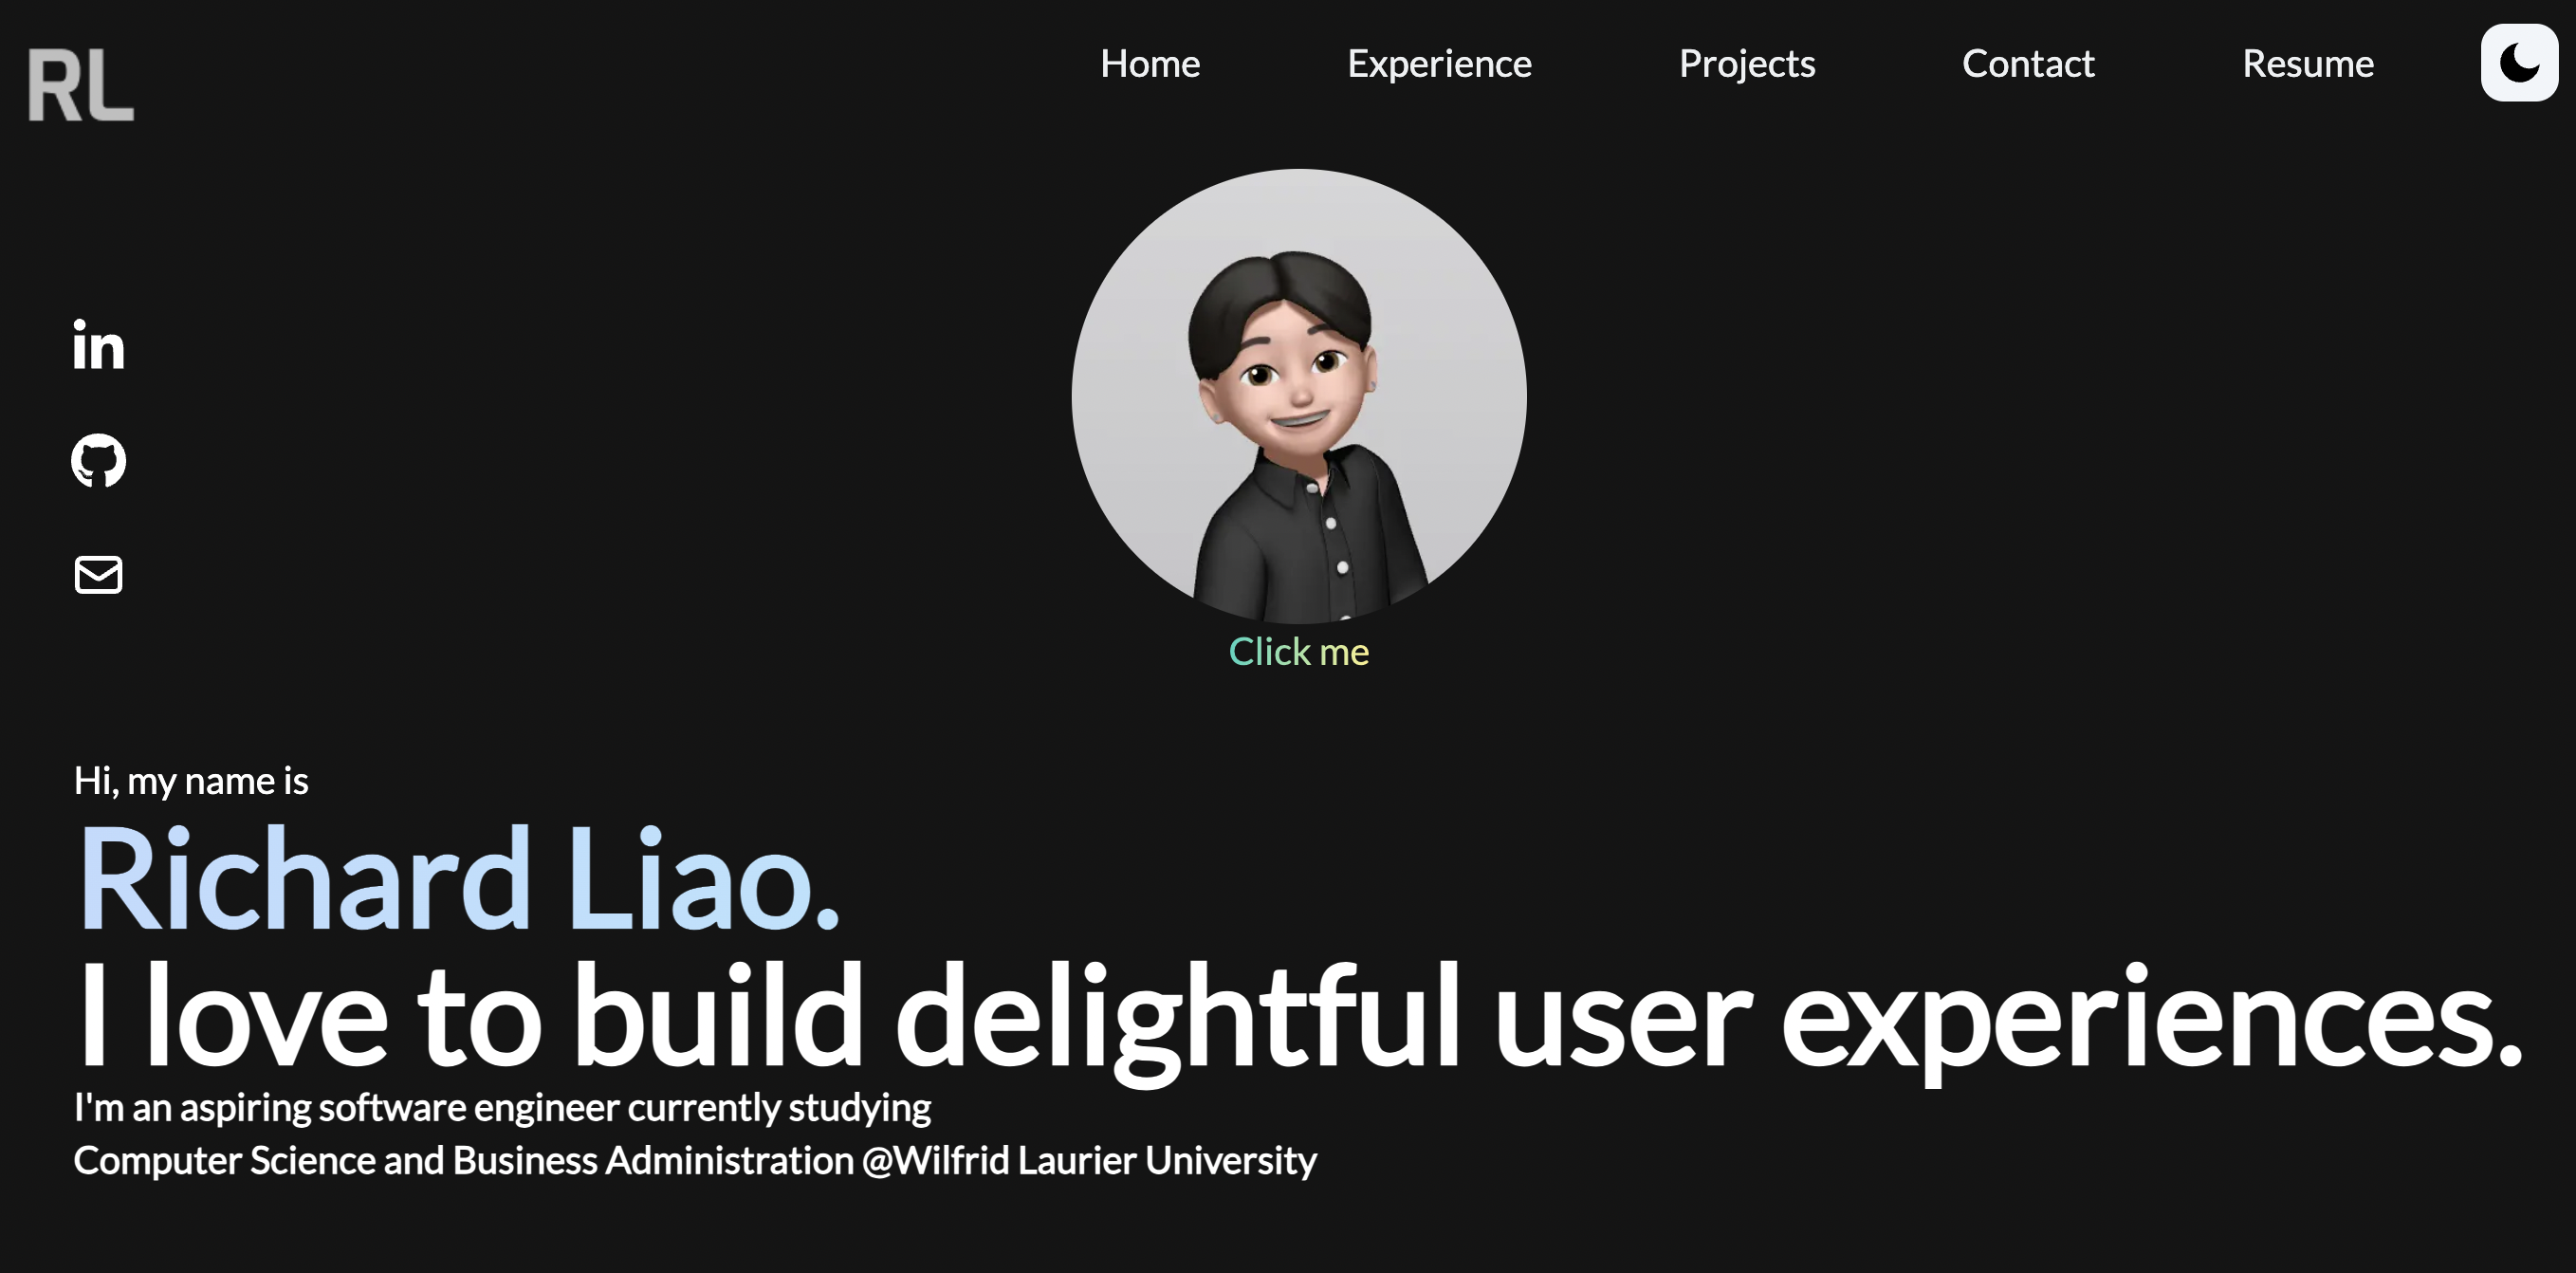 RL
Home Experience Projects Contact Resume
in
Click me
Hi, my name is
Richard Liao.
I love to build delightful user experiences.
I'm an aspiring software engineer currently studying
Computer Science and Business Administration @Wilfrid Laurier University